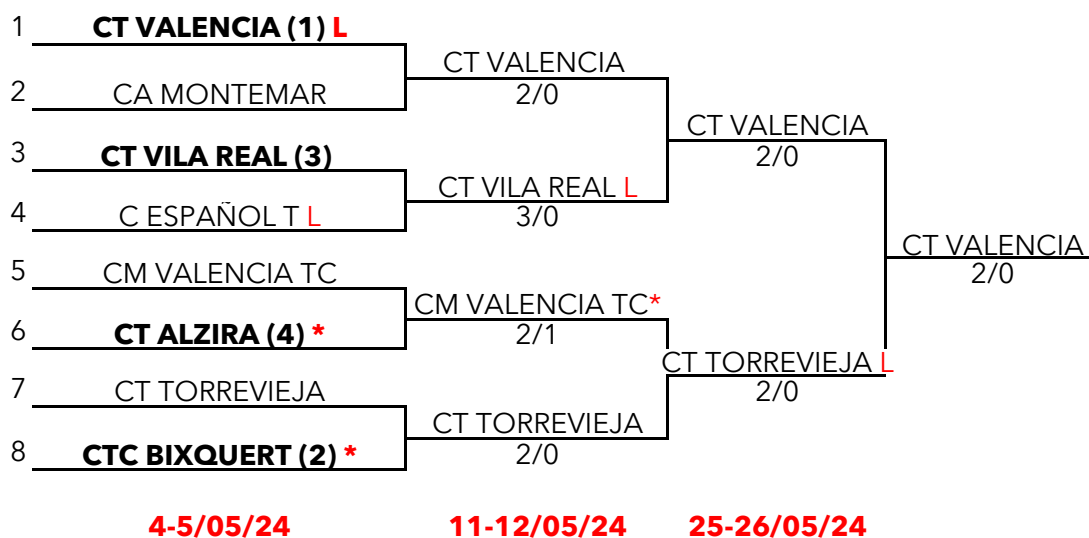 1 CT VALENCIA (1) L
2 CA MONTEMAR
3 CT VILA REAL (3)
4 C ESPAÑOL T L
5 CM VALENCIA TC
6 CT ALZIRA (4) *
7 CT TORREVIEJA
8 CTC BIXQUERT (2) *
CT VALENCIA
2/0
CT VILA REAL L
3/0
CM VALENCIA TC*
2/1
CT TORREVIEJA
2/0
CT VALENCIA
2/0
CT TORREVIEJA L
2/0
CT VALENCIA
2/0
4-5/05/24 11-12/05/24 25-26/05/24